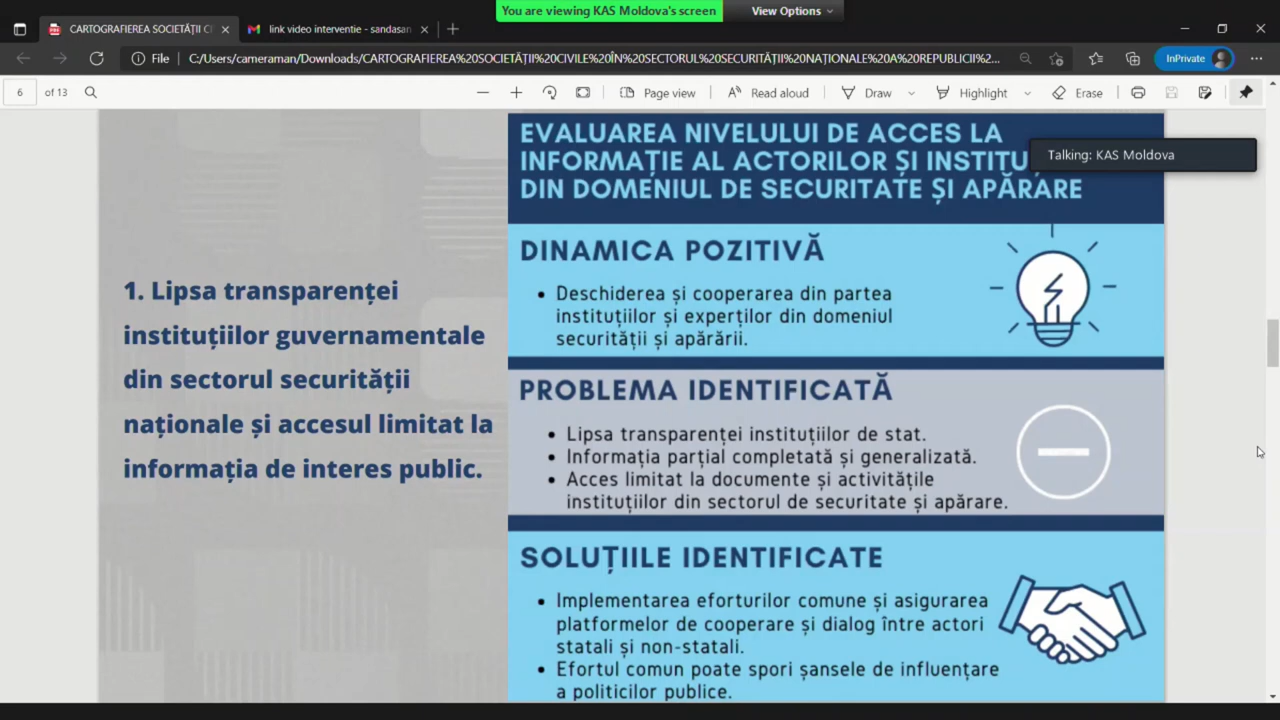 You are viewing KAS Moldova's screen
View Options
CARTOGRAFIEREA SOCIETĂȚII CI
link video interventie - sandasan
File
C:/Users/cameraman/Downloads/CARTOGRAFIEREA%20SOCIETĂȚII%20CIVILE%20ÎN%20SECTORUL%20SECURITĂȚII%20NAȚIONALE%20A%20REPUBLICII%2...
InPrivate
6 of 13
Page view
Read aloud
Draw
Highlight
Erase
Talking: KAS Moldova
1. Lipsa transparenței
instituțiilor guvernamentale
din sectorul securității
naționale și accesul limitat la
informația de interes public.
EVALUAREA NIVELULUI DE ACCES LA
INFORMAȚIE AL ACTORILOR ȘI INSTITU
DIN DOMENIUL DE SECURITATE ȘI APĂRARE
DINAMICA POZITIVĂ
• Deschiderea și cooperarea din partea
instituțiilor și experților din domeniul
securității și apărării.
PROBLEMA IDENTIFICATĂ
• Lipsa transparenței instituțiilor de stat.
• Informația parțial completată și generalizată.
• Acces limitat la documente și activitățile
instituțiilor din sectorul de securitate și apărare.
SOLUȚIILE IDENTIFICATE
• Implementarea eforturilor comune și asigurarea
platformelor de cooperare și dialog între actori
statali și non-statali.
• Efortul comun poate spori șansele de influențare
a politicilor publice.